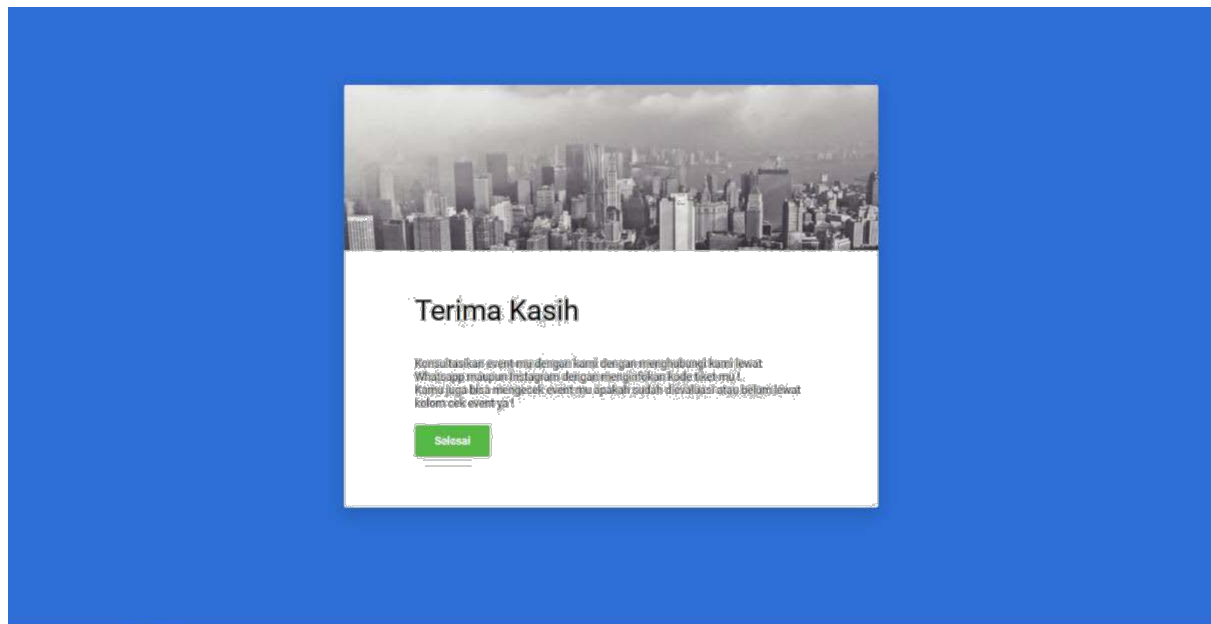 Terima Kasih
Konsultasikan event mu dengan kami dengan menghubungi kami lewat
Whatsapp maupun Instagram dengan menginfokan kode tiket mu !.
Kamu juga bisa mengecek event mu apakah sudah dievaluasi atau belum lewat
kolom cek event ya !
Selesai